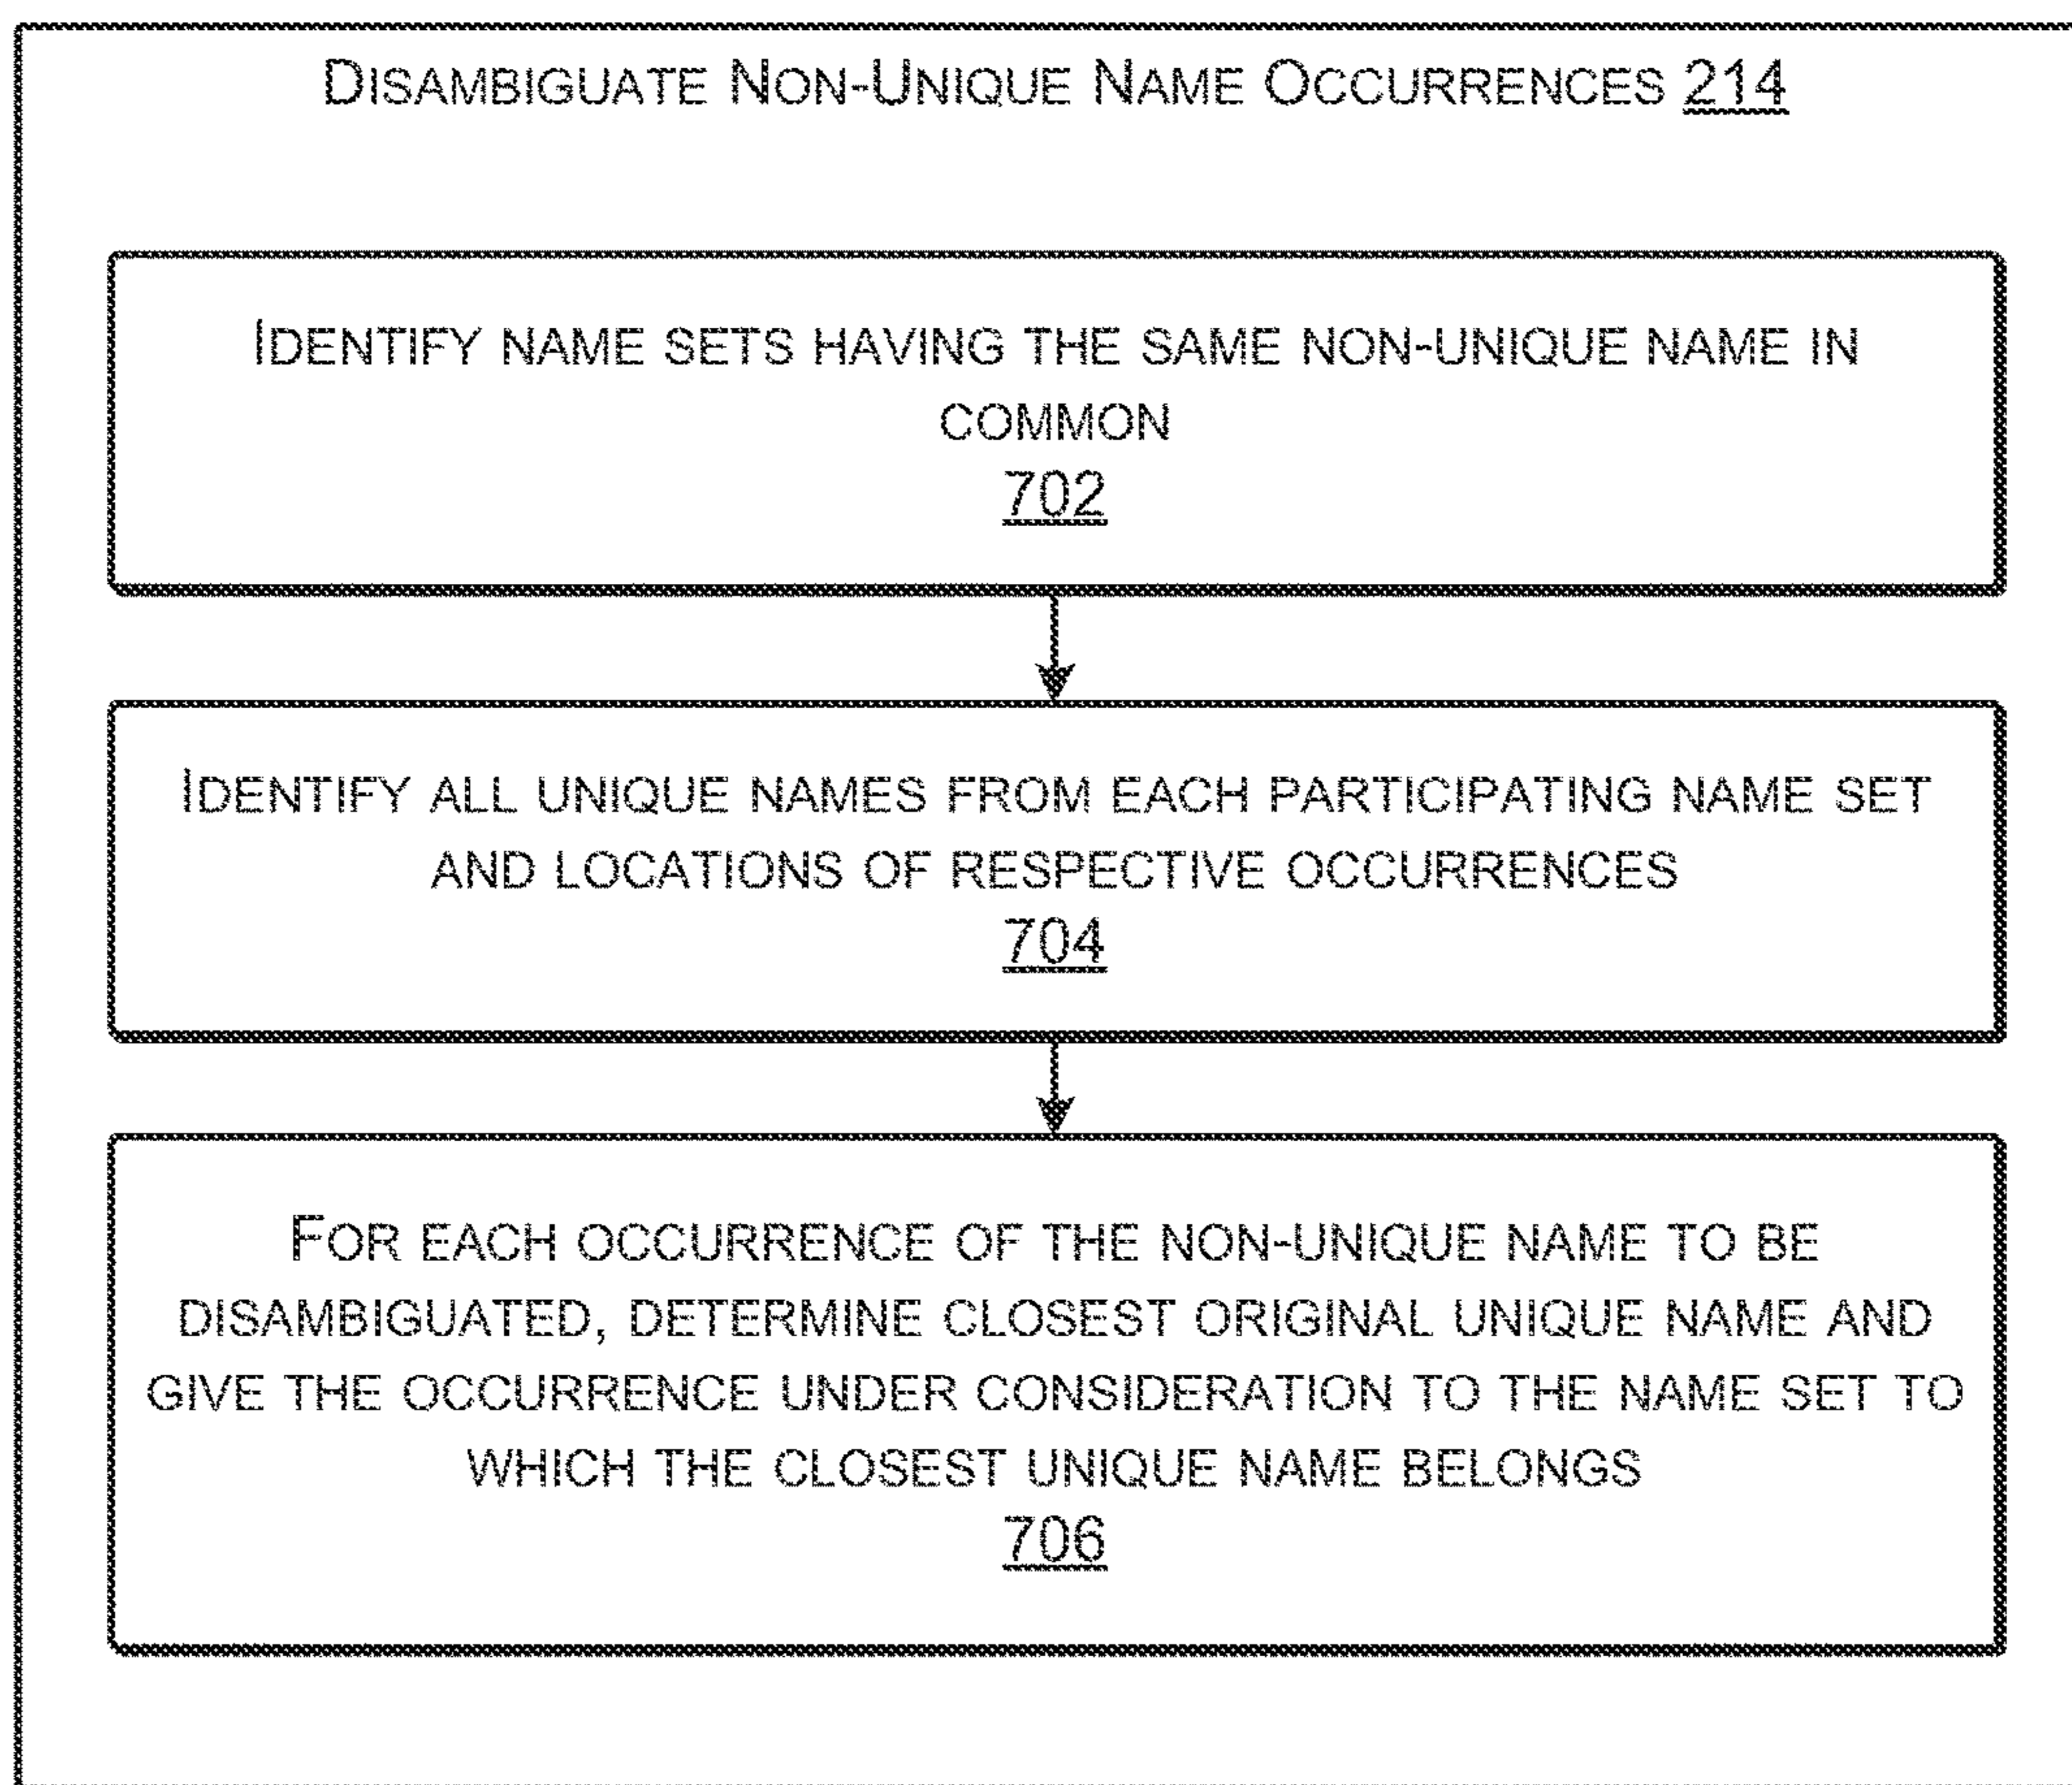 DISAMBIGUATE NON-UNIQUE NAME OCCURRENCES 214
IDENTIFY NAME SETS HAVING THE SAME NON-UNIQUE NAME IN
COMMON
702
IDENTIFY ALL UNIQUE NAMES FROM EACH PARTICIPATING NAME SET
AND LOCATIONS OF RESPECTIVE OCCURRENCES
704
FOR EACH OCCURRENCE OF THE NON-UNIQUE NAME TO BE
DISAMBIGUATED, DETERMINE CLOSEST ORIGINAL UNIQUE NAME AND
GIVE THE OCCURRENCE UNDER CONSIDERATION TO THE NAME SET TO
WHICH THE CLOSEST UNIQUE NAME BELONGS
706